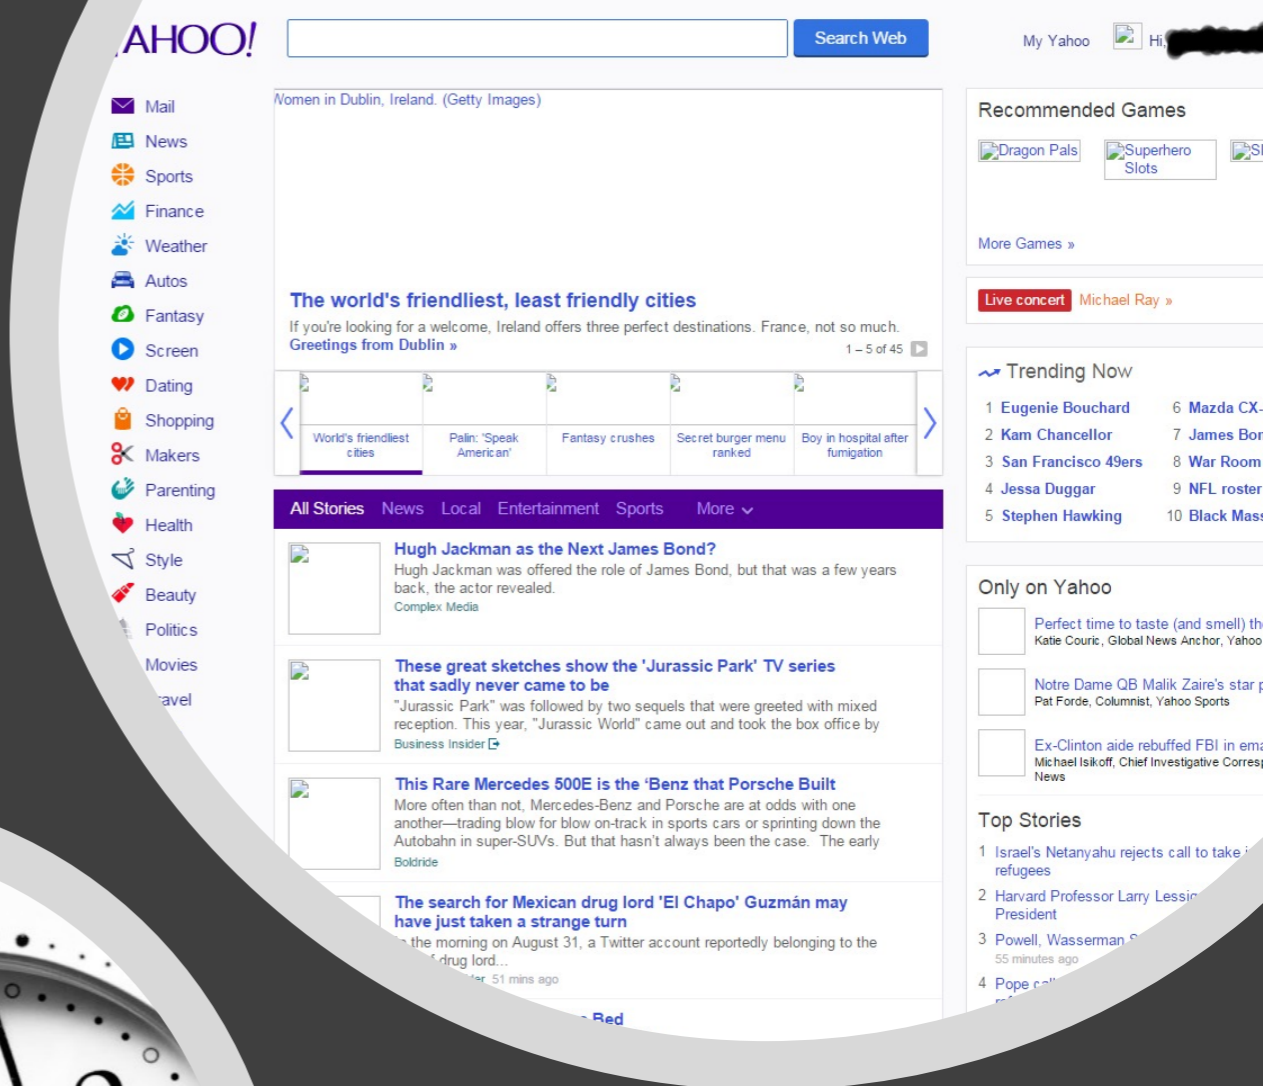 AHOO!
Search Web
My Yahoo
Hi,
Mail
News
Sports
Finance
Weather
Autos
Fantasy
Screen
Dating
Shopping
Makers
Parenting
Health
Style
Beauty
Politics
Movies
avel
Women in Dublin, Ireland. (Getty Images)
The world's friendliest, least friendly cities
If you're looking for a welcome, Ireland offers three perfect destinations. France, not so much.
Greetings from Dublin »
1 – 5 of 45
World's friendliest
cities
Palin: 'Speak
American'
Fantasy crushes
Secret burger menu
ranked
Boy in hospital after
fumigation
All Stories News Local Entertainment Sports More
Hugh Jackman as the Next James Bond?
Hugh Jackman was offered the role of James Bond, but that was a few years
back, the actor revealed.
Complex Media
These great sketches show the 'Jurassic Park' TV series
that sadly never came to be
"Jurassic Park" was followed by two sequels that were greeted with mixed
reception. This year, "Jurassic World" came out and took the box office by
Business Insider
This Rare Mercedes 500E is the ‘Benz that Porsche Built
More often than not, Mercedes-Benz and Porsche are at odds with one
another—trading blow for blow on-track in sports cars or sprinting down the
Autobahn in super-SUVs. But that hasn’t always been the case. The early
Boldride
The search for Mexican drug lord 'El Chapo' Guzmán may
have just taken a strange turn
the morning on August 31, a Twitter account reportedly belonging to the
drug lord...
51 mins ago
Bed
Recommended Games
Dragon Pals
Superhero
Slots
More Games »
Live concert Michael Ray »
Trending Now
1 Eugenie Bouchard
2 Kam Chancellor
3 San Francisco 49ers
4 Jessa Duggar
5 Stephen Hawking
6 Mazda CX-
7 James Bon
8 War Room
9 NFL roster
10 Black Mass
Only on Yahoo
Perfect time to taste (and smell) th
Katie Couric, Global News Anchor, Yahoo
Notre Dame QB Malik Zaire's star p
Pat Forde, Columnist, Yahoo Sports
Ex-Clinton aide rebuffed FBI in ema
Michael Isikoff, Chief Investigative Corresp
News
Top Stories
1 Israel's Netanyahu rejects call to take
refugees
2 Harvard Professor Larry Lessig
President
3 Powell, Wasserman
55 minutes ago
4 Pope cal